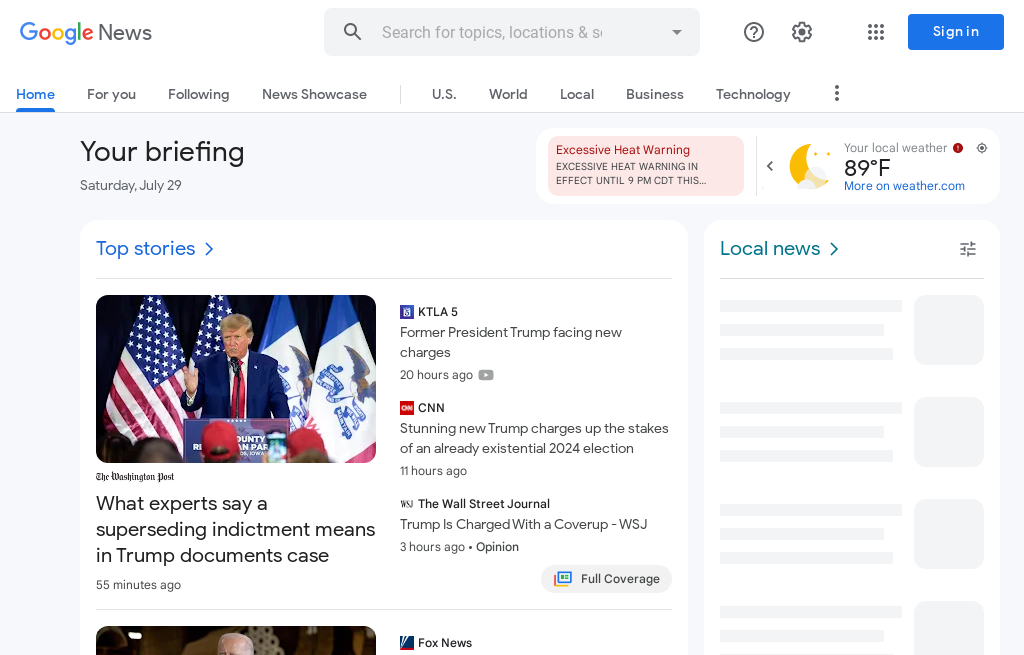 Google News
Search for topics, locations & so
Sign in
Home
For you
Following
News Showcase
U.S.
World
Local
Business
Technology
Your briefing
Saturday, July 29
Excessive Heat Warning
EXCESSIVE HEAT WARNING IN
EFFECT UNTIL 9 PM CDT THIS...
Your local weather
89°F
More on weather.com
Top stories
The Washington Post
What experts say a
superseding indictment means
in Trump documents case
55 minutes ago
KTLA 5
Former President Trump facing new
charges
20 hours ago
CNN
CNN
Stunning new Trump charges up the stakes
of an already existential 2024 election
11 hours ago
WSJ
The Wall Street Journal
Trump Is Charged With a Coverup - WSJ
3 hours ago • Opinion
Full Coverage
Fox News
Local news